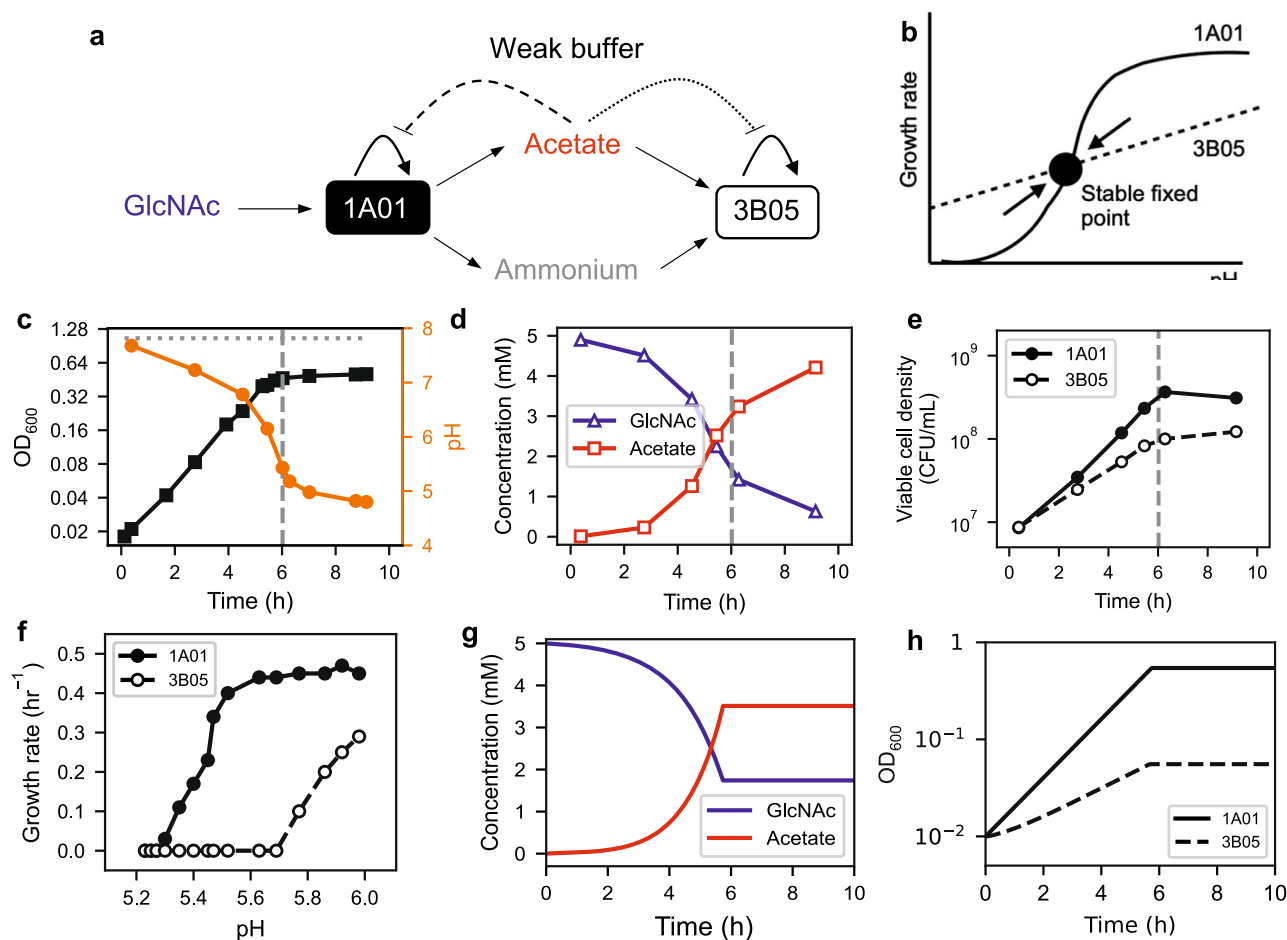 a
Weak buffer
Acetate
GlcNAc
1A01
3B05
Ammonium
b
Growth rate
1A01
3B05
Stable fixed
point
pH
c
OD600
1.28
0.64
0.32
0.16
0.08
0.04
0.02
8
7
6
5
4
pH
0 2 4 6 8 10
Time (h)
d
Concentration (mM)
5
4
3
2
1
0
GlcNAc
Acetate
0 2 4 6 8 10
Time (h)
e
Viable cell density
(CFU/mL)
10^9
10^8
10^7
1A01
3B05
0 2 4 6 8 10
Time (h)
f
Growth rate (hr−1)
0.5
0.4
0.3
0.2
0.1
0.0
1A01
3B05
5.2 5.4 5.6 5.8 6.0
pH
g
Concentration (mM)
5
4
3
2
1
0
GlcNAc
Acetate
0 2 4 6 8 10
Time (h)
h
OD600
1
10−1
10−2
1A01
3B05
0 2 4 6 8 10
Time (h)